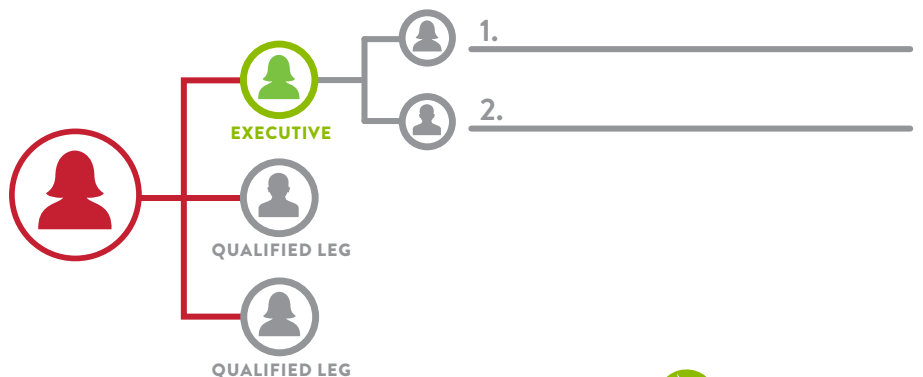 1.
EXECUTIVE
2.
QUALIFIED LEG
QUALIFIED LEG